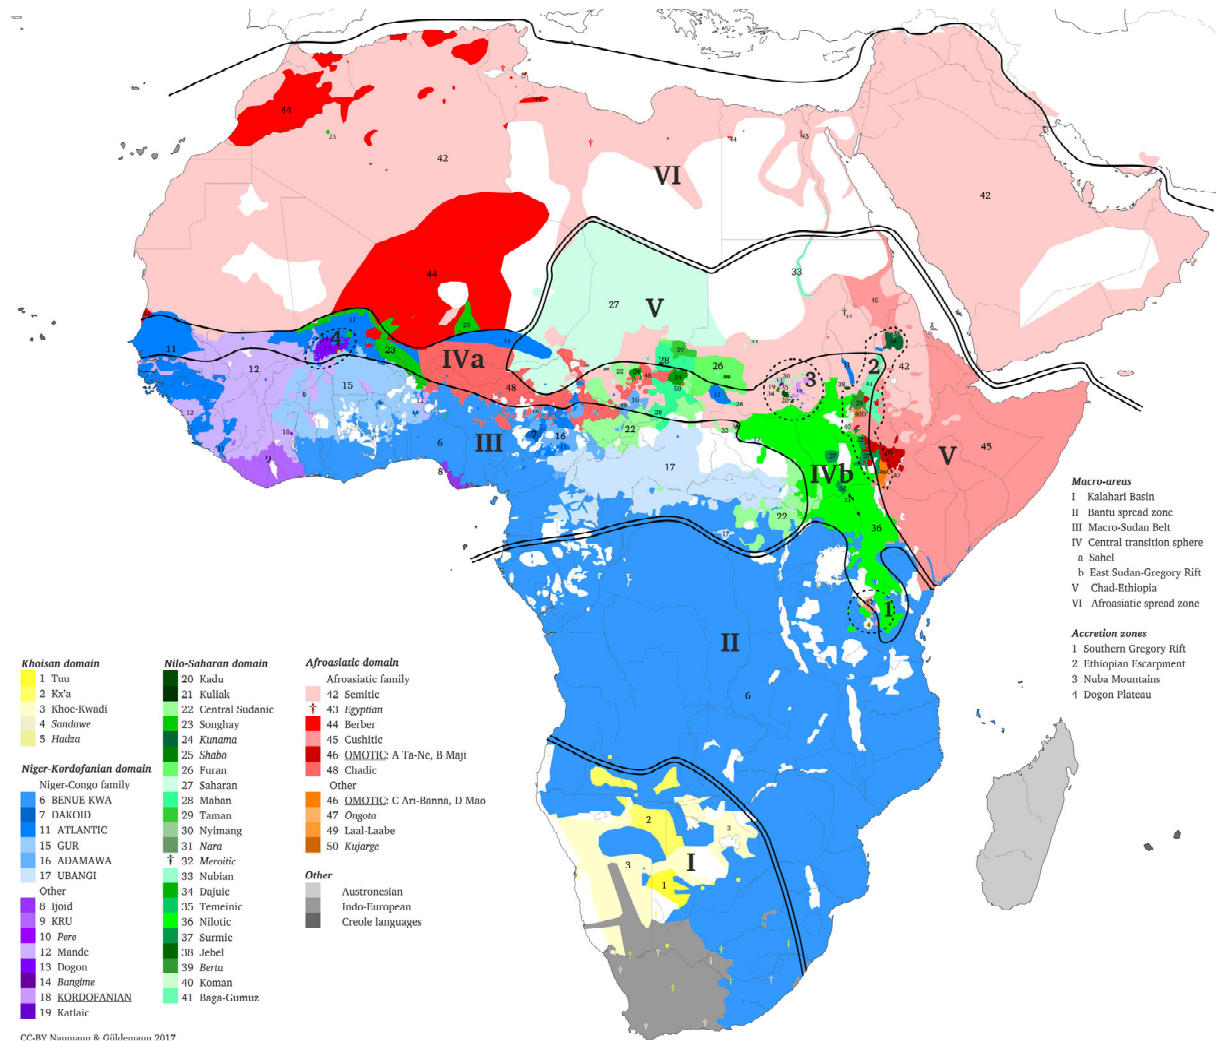 VI
V
IVa
III
IVb
V
II
I
4
3
2
1
44
23
42
44
42
43
44
33
27
45
42
11
11
12
15
23
48
28
26
22
17
16
6
7
8
9
10
22
36
45
6
2
3
3
1
Macro-areas
I Kalahari Basin
II Bantu spread zone
III Macro-Sudan Belt
IV Central transition sphere
a Sahel
b East Sudan-Gregory Rift
V Chad-Ethiopia
VI Afroasiatic spread zone
Accretion zones
1 Southern Gregory Rift
2 Ethiopian Escarpment
3 Nuba Mountains
4 Dogon Plateau
Khoisan domain
1 Tuu
2 Kx'a
3 Khoe-Kwadi
4 Sandawe
5 Hadza
Niger-Kordofanian domain
Niger-Congo family
6 BENUE KWA
7 DAKOID
11 ATLANTIC
15 GUR
16 ADAMAWA
17 UBANGI
Other
8 Ijoid
9 KRU
10 Pere
12 Mande
13 Dogon
14 Bangime
18 KORDOFANIAN
19 Katlaic
Nilo-Saharan domain
20 Kadu
21 Kuliak
22 Central Sudanic
23 Songhay
24 Kunama
25 Shabo
26 Furan
27 Saharan
28 Maban
29 Taman
30 Nyimang
31 Nara
† 32 Meroitic
33 Nubian
34 Dajuic
35 Temeinic
36 Nilotic
37 Surmic
38 Jebel
39 Berta
40 Koman
41 Baga-Gumuz
Afroasiatic domain
Afroasiatic family
42 Semitic
† 43 Egyptian
44 Berber
45 Cushitic
46 OMOTIC: A Ta-Ne, B Maji
48 Chadic
Other
46 OMOTIC: C Ari-Banna, D Mao
47 Ongota
49 Laal-Laabe
50 Kujarge
Other
Austronesian
Indo-European
Creole languages
CC-BY Naumann & Güldemann 2017